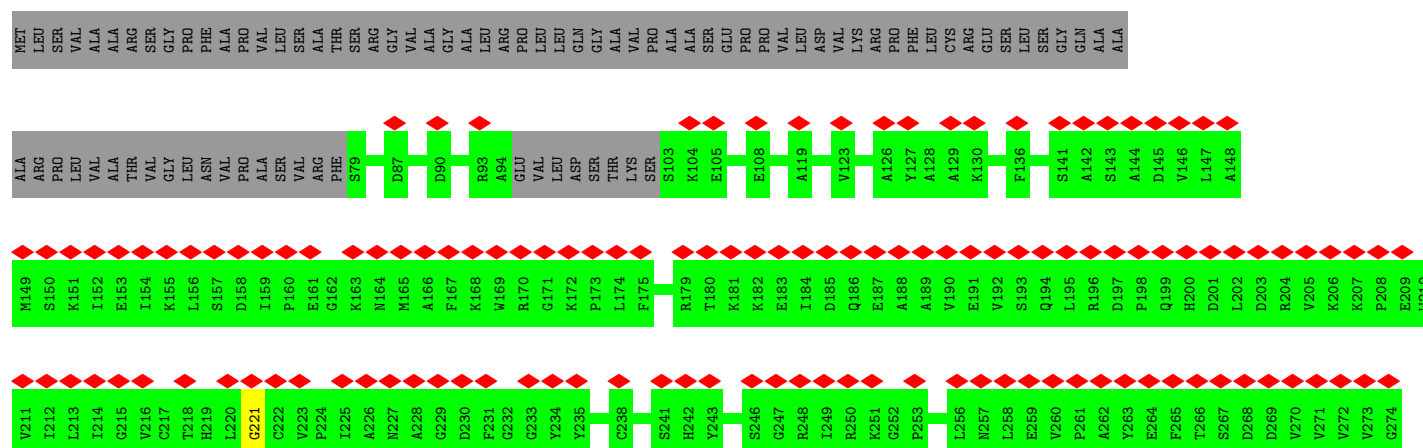 MET LEU SER VAL ALA ALA ARG SER GLY PRO PHE ALA PRO VAL LEU SER ALA THR SER ARG GLY VAL ALA GLY ALA LEU ARG PRO LEU LEU GLN GLY ALA VAL PRO ALA ALA SER GLU PRO PRO VAL LEU ASP VAL LYS ARG PRO PHE LEU CYS ARG GLU SER LEU SER GLY GLN ALA ALA
ALA ARG PRO LEU VAL ALA THR VAL GLY LEU ASN VAL PRO ALA SER VAL ARG PHE S79 D87 D90 R93 A94 GLU VAL LEU ASP SER THR LYS SER S103 K104 E105 E108 A119 V123 A126 Y127 A128 A129 K130 F136 S141 A142 S143 A144 D145 V146 L147 A148
M149 S150 K151 I152 E153 I154 K155 L156 S157 D158 I159 P160 E161 G162 K163 N164 M165 A166 F167 K168 W169 R170 G171 K172 P173 L174 F175 R179 T180 K181 K182 E183 I184 D185 Q186 E187 A188 A189 V190 E191 V192 S193 Q194 L195 R196 D197 P198 Q199 H200 D201 L202 D203 R204 V205 K206 K207 P208 E209
V211 I212 L213 I214 G215 V216 C217 T218 H219 L220 G221 C222 V223 P224 I225 A226 N227 A228 G229 D230 F231 G232 G233 Y234 Y235 C238 S241 H242 Y243 S246 G247 R248 I249 R250 K251 G252 P253 L256 N257 L258 E259 V260 P261 A262 Y263 E264 F265 T266 S267 D268 D269 V270 V271 V272 V273 G274